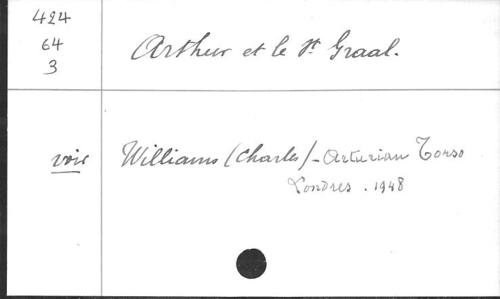 424
64
3
Arthur et le St Graal.
voir
Williams (Charles) - Arturian Torso
Londres . 1948